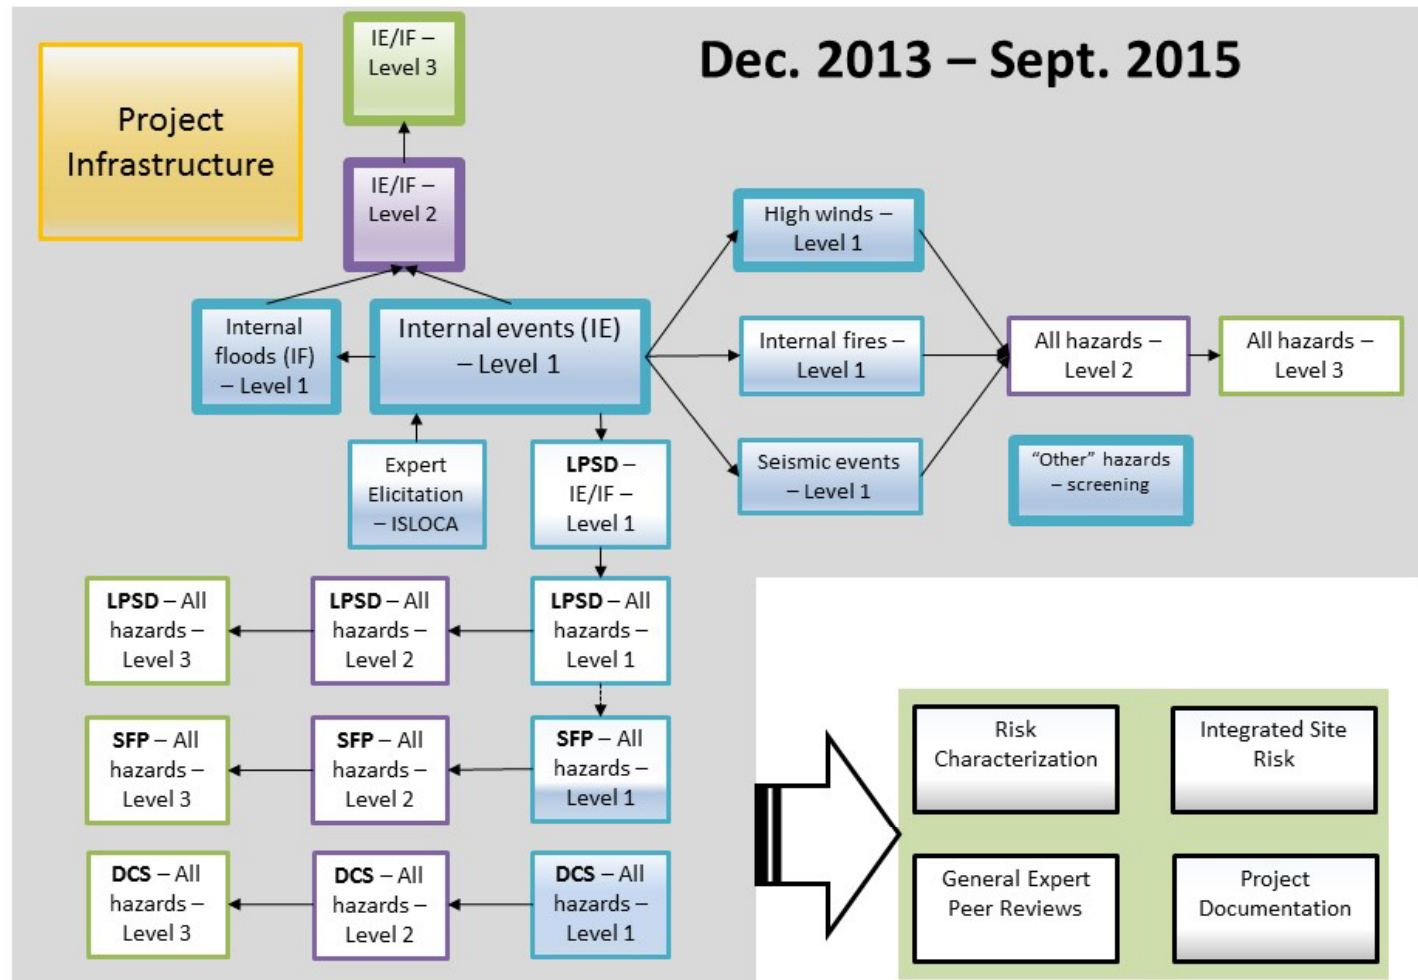 Dec. 2013 – Sept. 2015
Project
Infrastructure
IE/IF –
Level 3
IE/IF –
Level 2
Internal
floods (IF)
– Level 1
Internal events (IE)
– Level 1
High winds –
Level 1
Internal fires –
Level 1
Seismic events
– Level 1
All hazards –
Level 2
All hazards –
Level 3
“Other” hazards
– screening
Expert
Elicitation
– ISLOCA
LPSD –
IE/IF –
Level 1
LPSD – All
hazards –
Level 3
LPSD – All
hazards –
Level 2
LPSD – All
hazards –
Level 1
SFP – All
hazards –
Level 3
SFP – All
hazards –
Level 2
SFP – All
hazards –
Level 1
DCS – All
hazards –
Level 3
DCS – All
hazards –
Level 2
DCS – All
hazards –
Level 1
Risk
Characterization
Integrated Site
Risk
General Expert
Peer Reviews
Project
Documentation